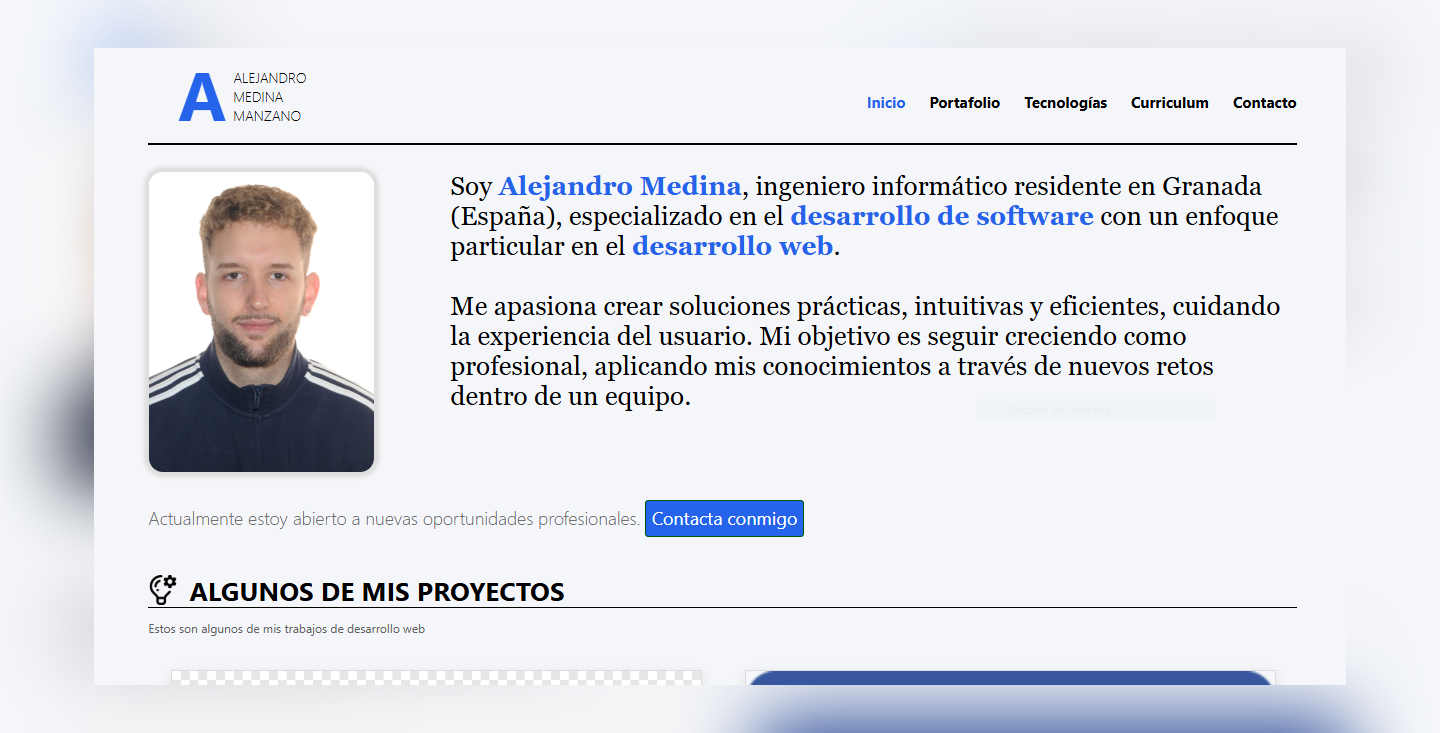 A
ALEJANDRO
MEDINA
MANZANO
Inicio Portafolio Tecnologías Curriculum Contacto
Soy Alejandro Medina, ingeniero informático residente en Granada
(España), especializado en el desarrollo de software con un enfoque
particular en el desarrollo web.
Me apasiona crear soluciones prácticas, intuitivas y eficientes, cuidando
la experiencia del usuario. Mi objetivo es seguir creciendo como
profesional, aplicando mis conocimientos a través de nuevos retos
dentro de un equipo.
Recorte de ventana
Actualmente estoy abierto a nuevas oportunidades profesionales. Contacta conmigo
ALGUNOS DE MIS PROYECTOS
Estos son algunos de mis trabajos de desarrollo web